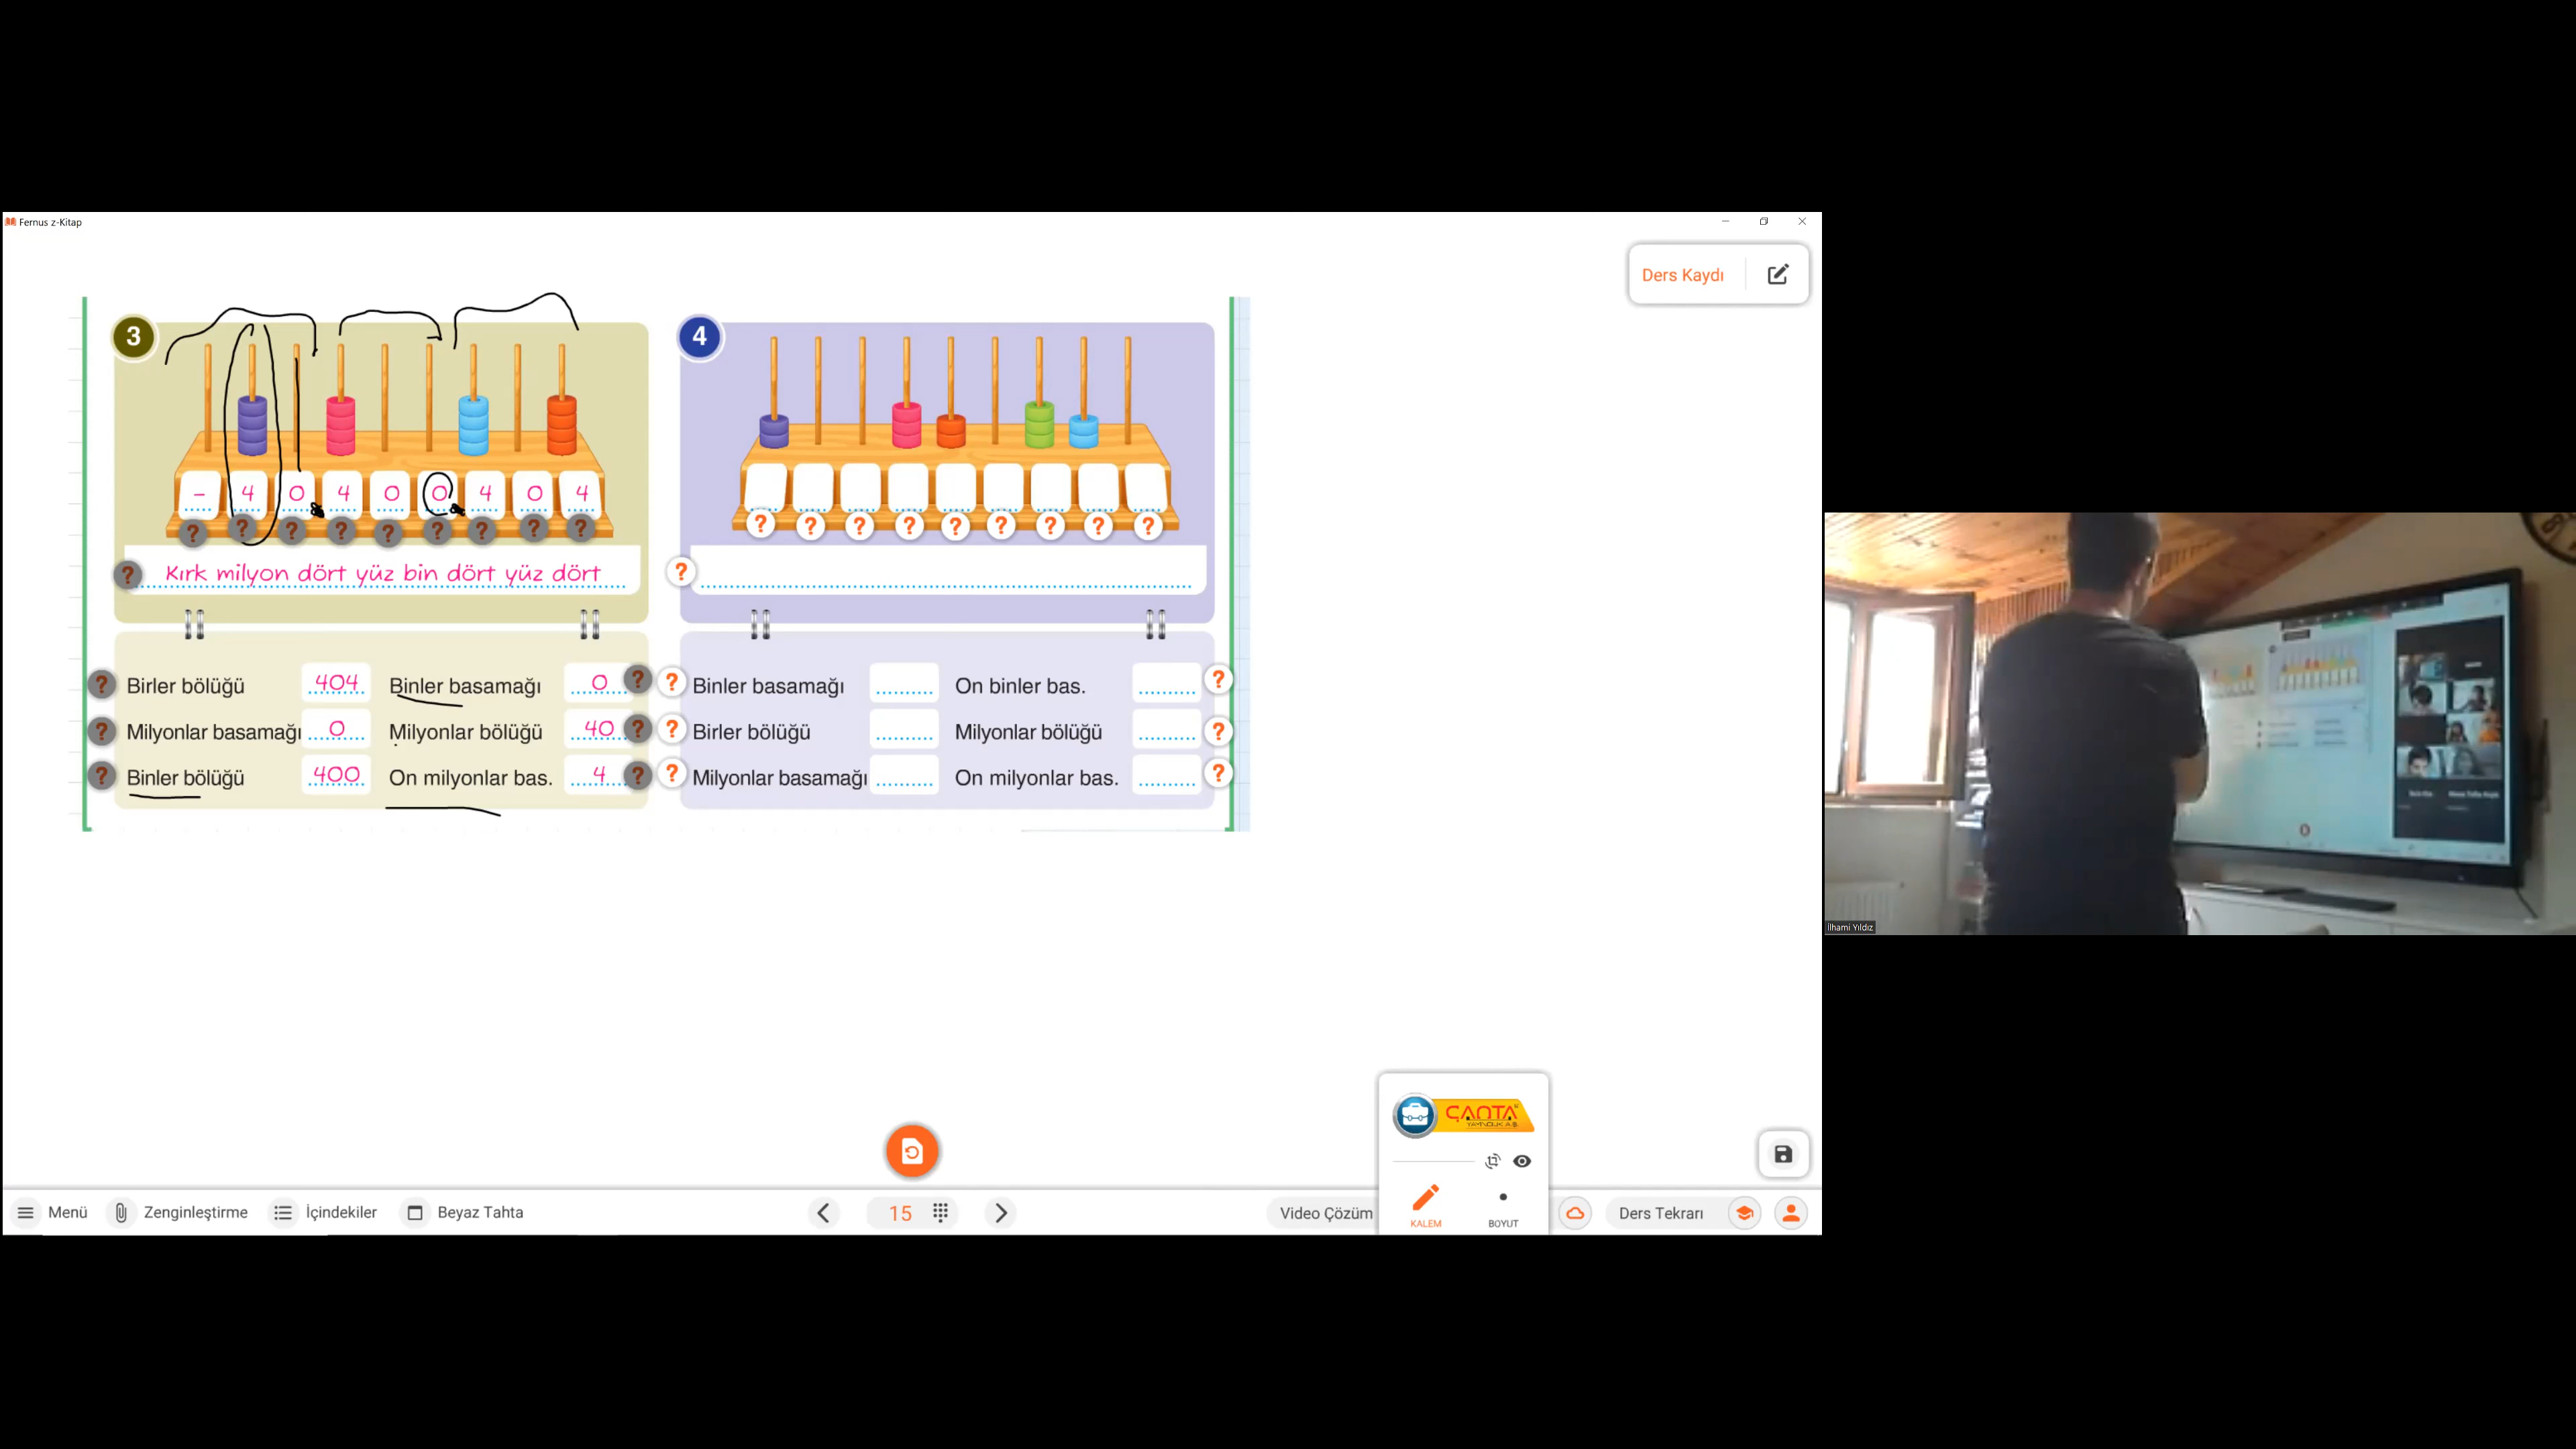 Fernus z-Kitap
Ders Kaydı
3
- 4 0 4 0 0 4 0 4
? ? ? ? ? ? ? ? ?
? Kırk milyon dört yüz bin dört yüz dört
? Birler bölüğü 404 Binler basamağı 0 ?
? Milyonlar basamağı 0 Milyonlar bölüğü 40 ?
? Binler bölüğü 400 On milyonlar bas. 4 ?
4
? ? ? ? ? ? ? ? ?
?
? Binler basamağı On binler bas. ?
? Birler bölüğü Milyonlar bölüğü ?
? Milyonlar basamağı On milyonlar bas. ?
İlhami Yıldız
ÇANTA
YAYINCILIK A.Ş.
KALEM BOYUT
Menü Zenginleştirme İçindekiler Beyaz Tahta 15 Video Çözüm Ders Tekrarı